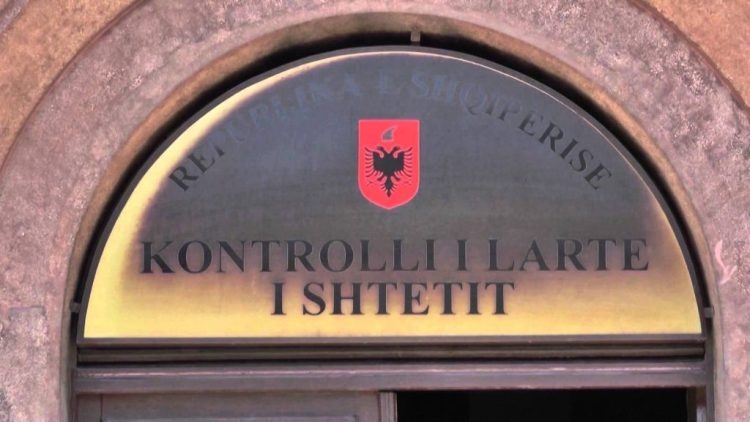 REPUBLIKA E SHQIPERISE
KONTROLLI I LARTE
I SHTETIT